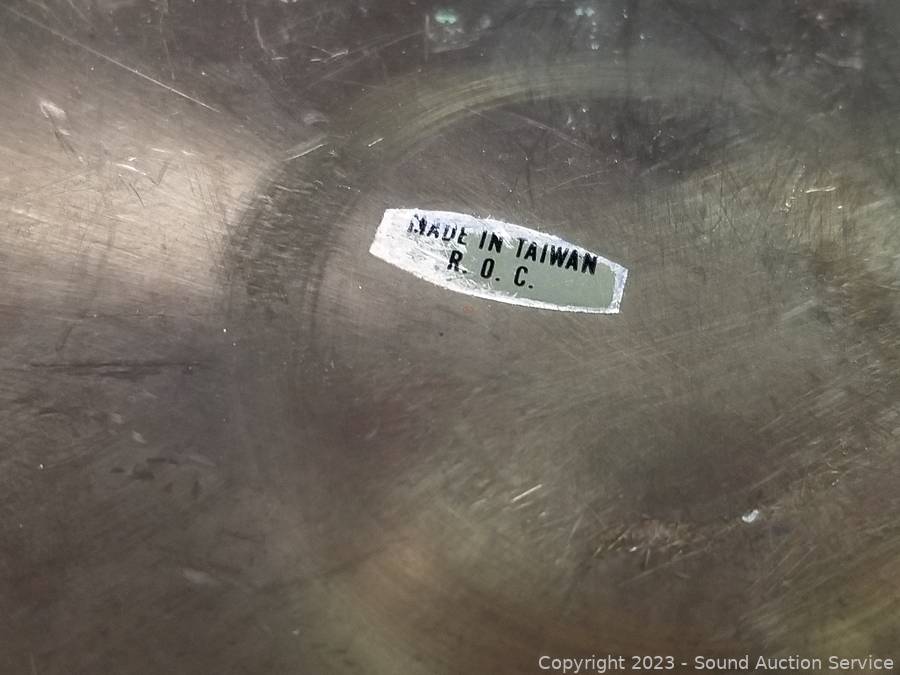 MADE IN TAIWAN
R. O. C.
Copyright 2023 - Sound Auction Service